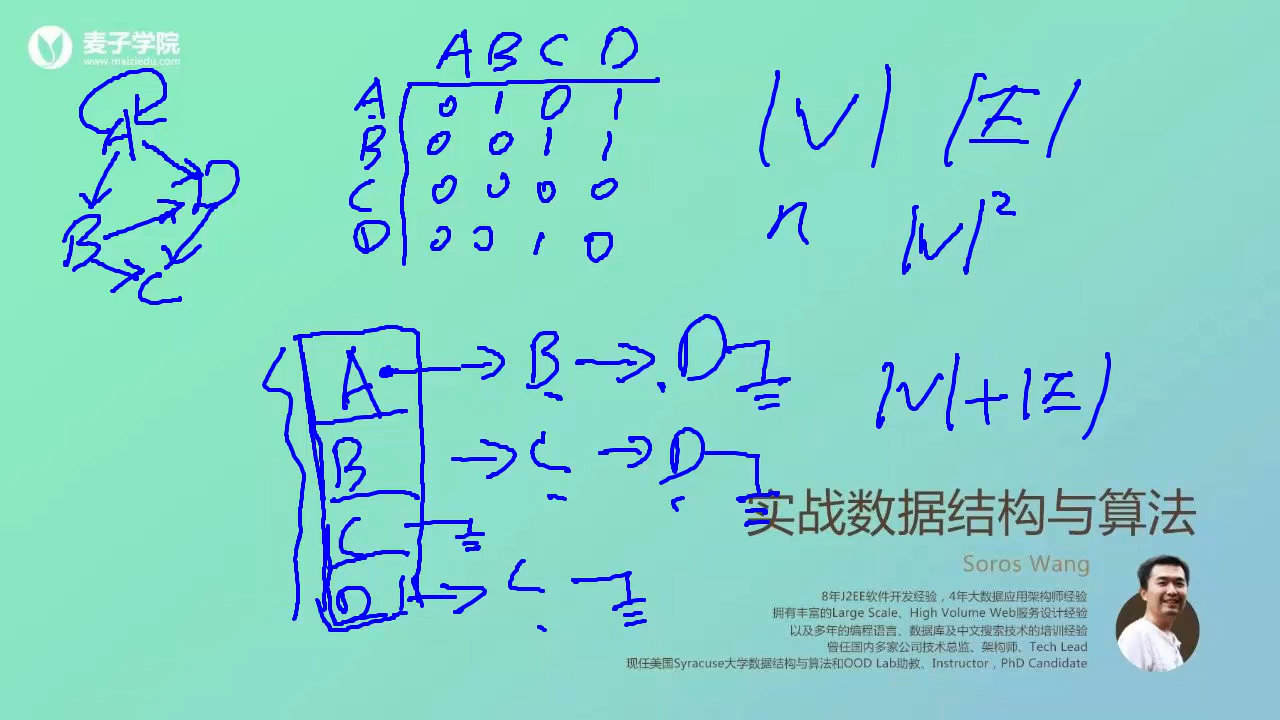 麦子学院
www.maiziedu.com
A B C D
A 0 1 0 1
B 0 0 1 1
C 0 0 0 0
D 0 0 1 0
A
D
B
C
|V| |E|
n |V|²
A → B → D
B → C → D
C
D → C
|V|+|E|
实战数据结构与算法
Soros Wang
8年J2EE软件开发经验，4年大数据应用架构师经验
拥有丰富的Large Scale、High Volume Web服务设计经验
以及多年的编程语言、数据库及中文搜索技术的培训经验
曾任国内多家公司技术总监、架构师、Tech Lead
现任美国Syracuse大学数据结构与算法和OOD Lab助教、Instructor，PhD Candidate